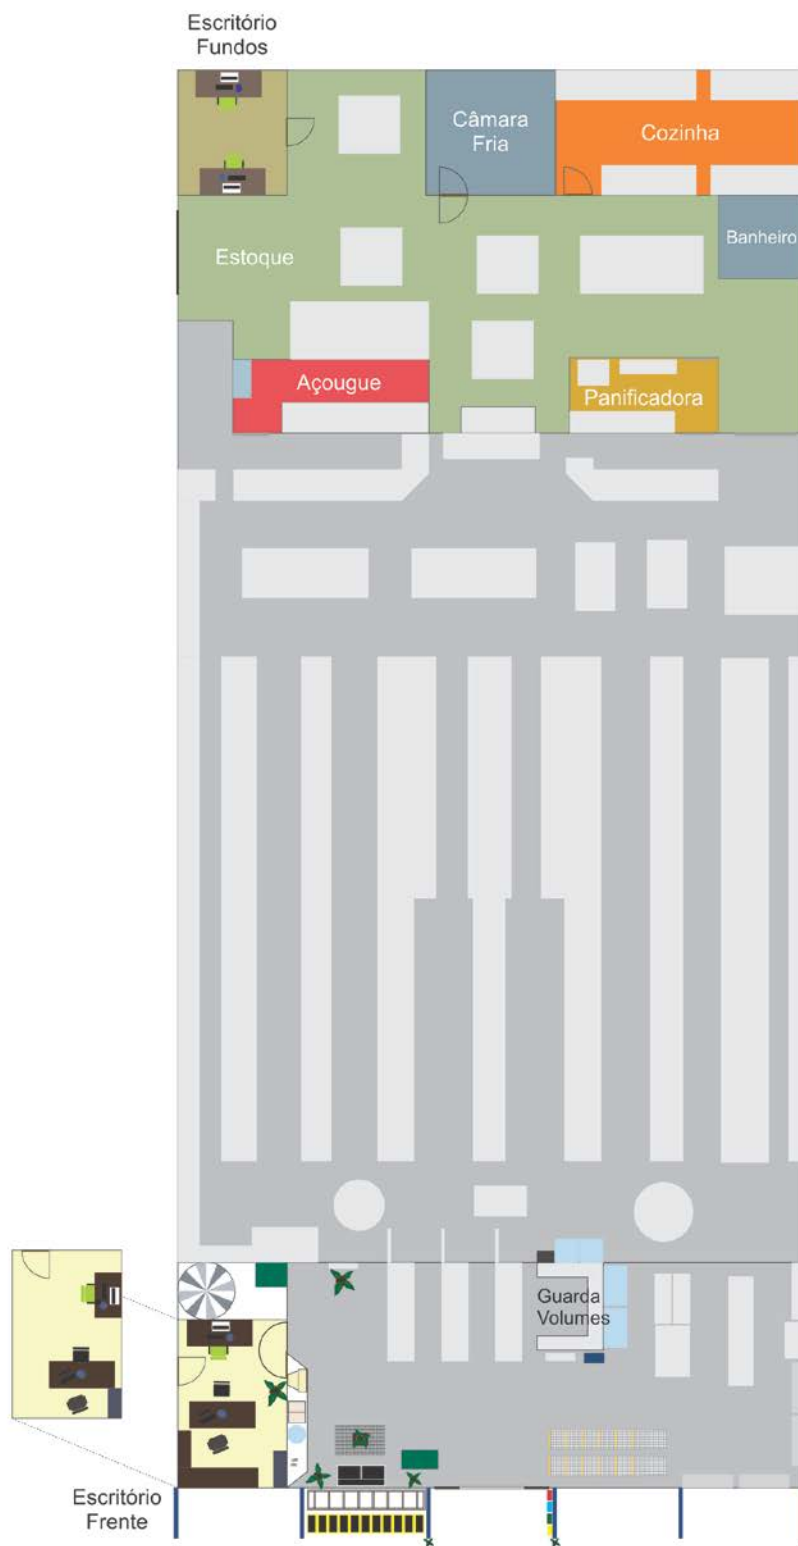 Escritório
Fundos
Câmara
Fria
Cozinha
Banheiro
Estoque
Açougue
Panificadora
Guarda
Volumes
Escritório
Frente